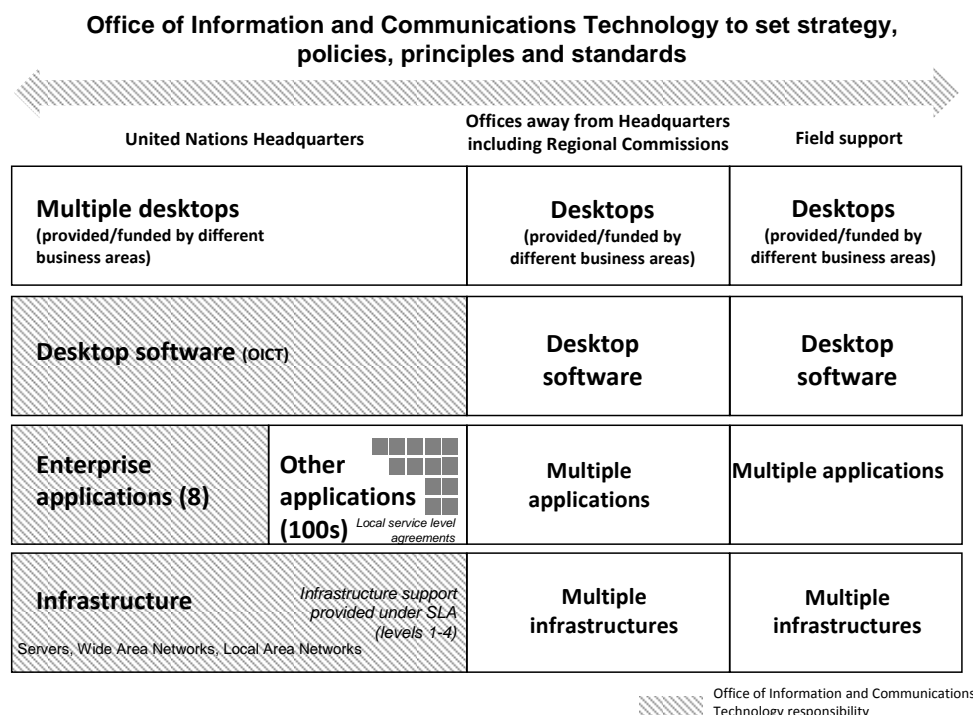 Office of Information and Communications Technology to set strategy,
policies, principles and standards
United Nations Headquarters
Offices away from Headquarters
including Regional Commissions
Field support
Multiple desktops
(provided/funded by different
business areas)
Desktops
(provided/funded by
different business areas)
Desktops
(provided/funded by
different business areas)
Desktop software (OICT)
Desktop
software
Desktop
software
Enterprise
applications (8)
Other
applications
(100s)
Local service level
agreements
Multiple
applications
Multiple applications
Infrastructure
Infrastructure support
provided under SLA
(levels 1-4)
Servers, Wide Area Networks, Local Area Networks
Multiple
infrastructures
Multiple
infrastructures
Office of Information and Communications
Technology responsibility